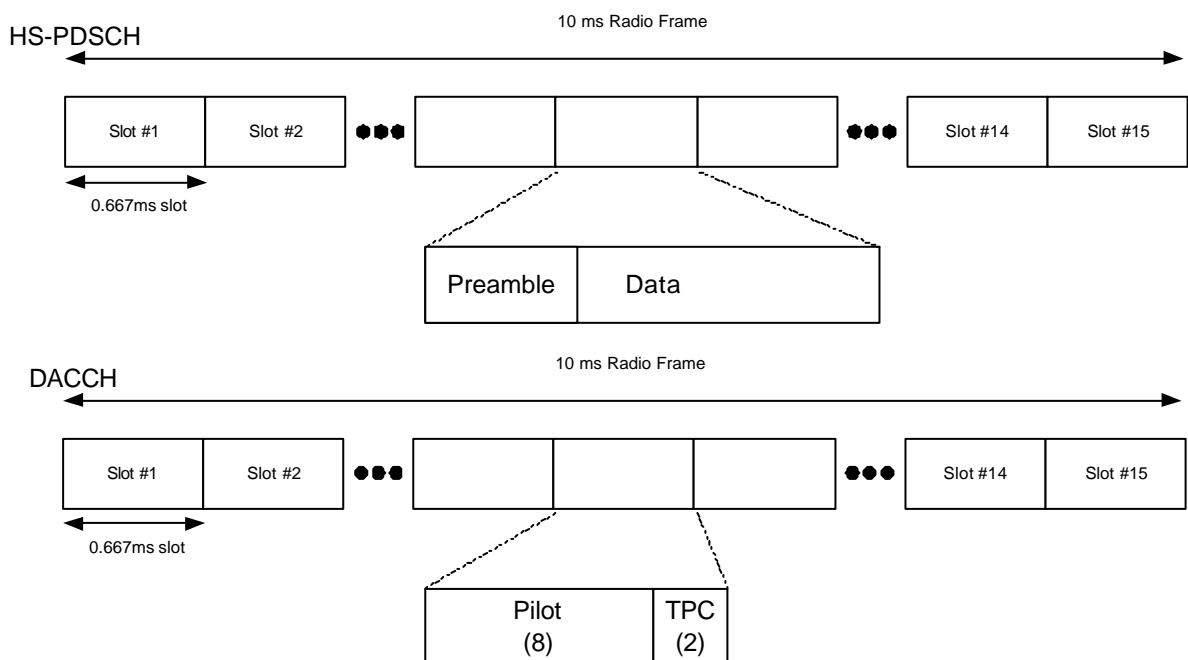 10 ms Radio Frame
HS-PDSCH
Slot #1 Slot #2 Slot #14 Slot #15
0.667ms slot
Preamble Data
10 ms Radio Frame
DACCH
Slot #1 Slot #2 Slot #14 Slot #15
0.667ms slot
Pilot TPC
(8) (2)